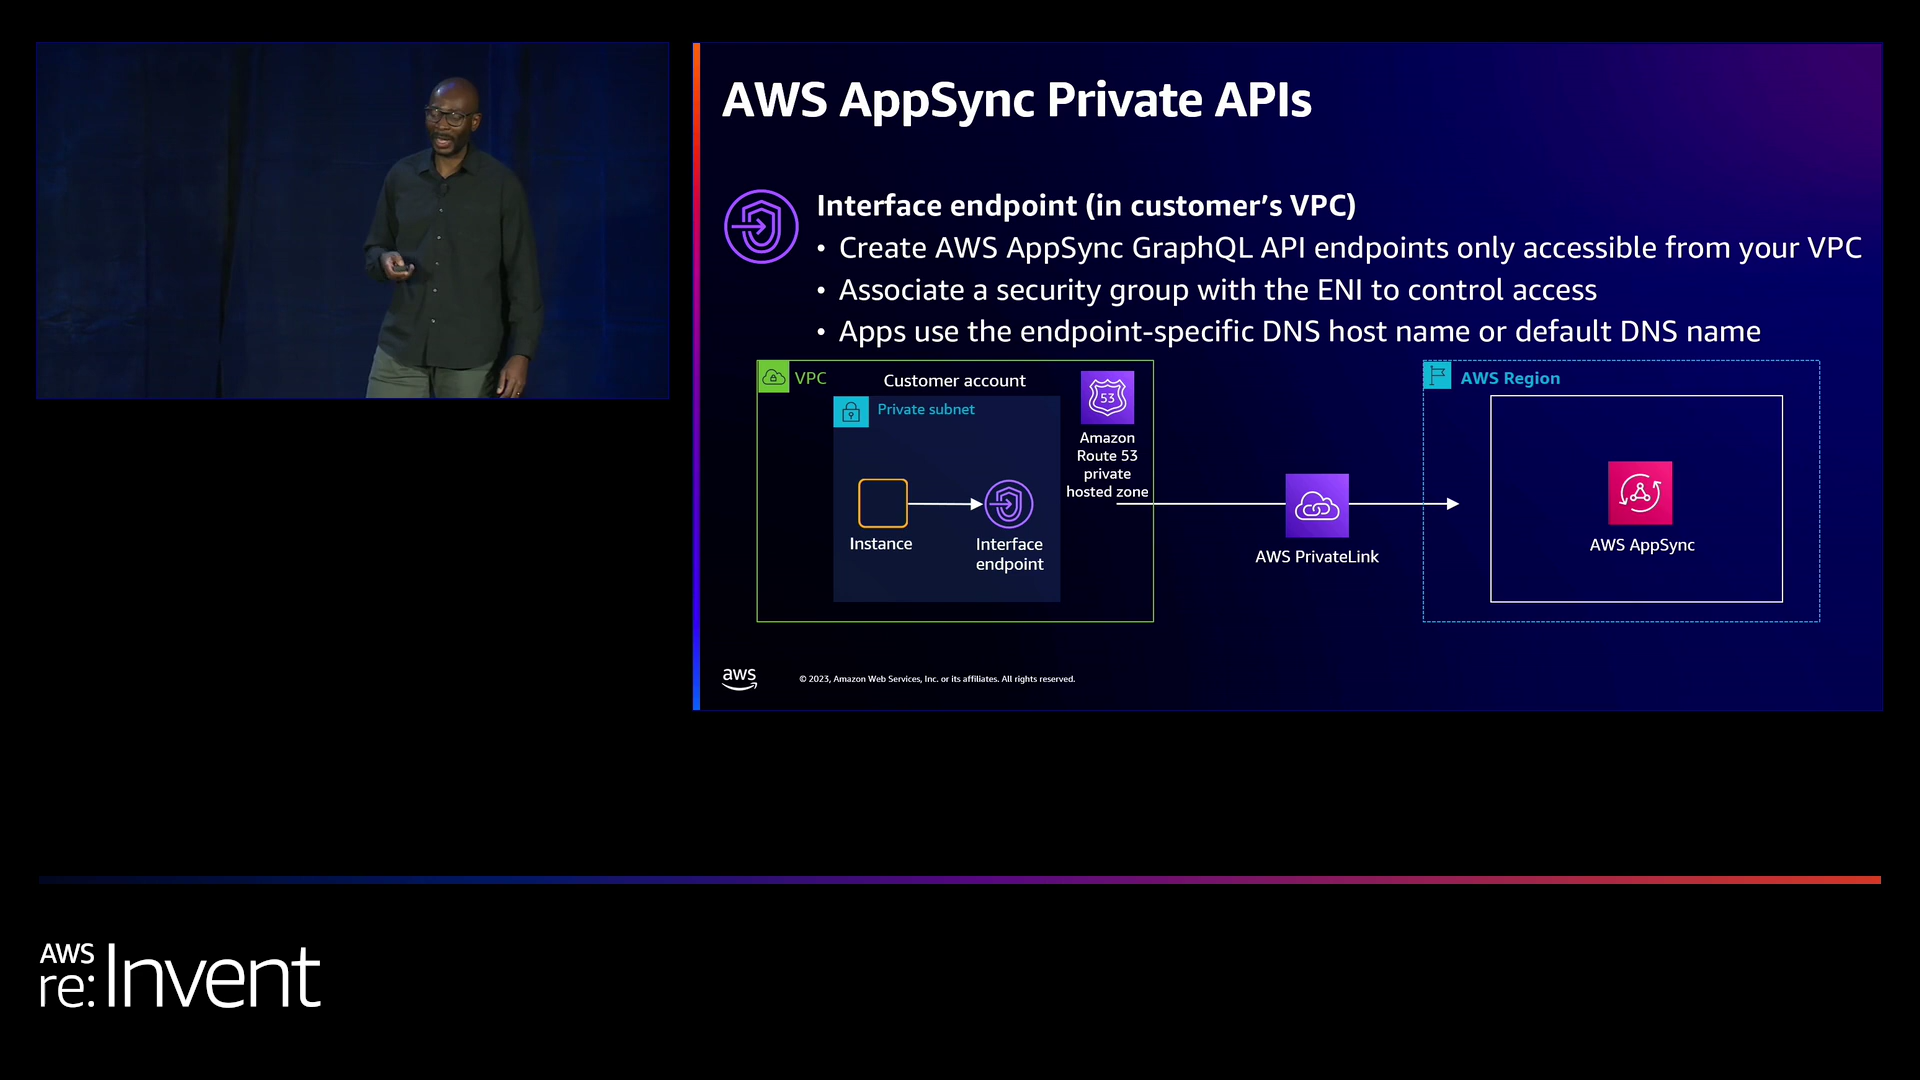 AWS AppSync Private APIs
Interface endpoint (in customer’s VPC)
• Create AWS AppSync GraphQL API endpoints only accessible from your VPC
• Associate a security group with the ENI to control access
• Apps use the endpoint-specific DNS host name or default DNS name
VPC
Customer account
Private subnet
53
Amazon
Route 53
private
hosted zone
Instance
Interface
endpoint
AWS PrivateLink
AWS Region
AWS AppSync
aws
© 2023, Amazon Web Services, Inc. or its affiliates. All rights reserved.
AWS
re:Invent